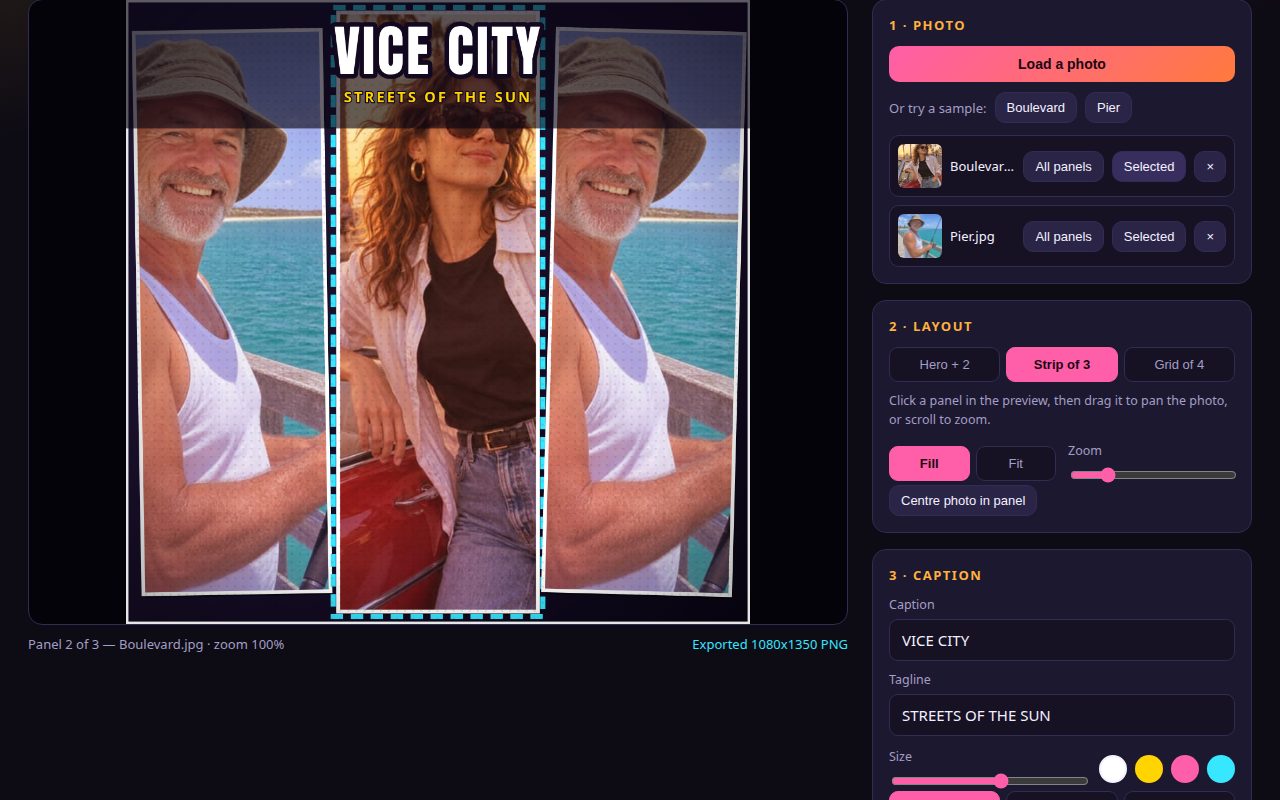 VICE CITY
STREETS OF THE SUN
Panel 2 of 3 — Boulevard.jpg · zoom 100%
Exported 1080x1350 PNG
1 · PHOTO
Load a photo
Or try a sample:
Boulevard
Pier
Boulevar...
All panels
Selected
×
Pier.jpg
All panels
Selected
×
2 · LAYOUT
Hero + 2
Strip of 3
Grid of 4
Click a panel in the preview, then drag it to pan the photo,
or scroll to zoom.
Fill
Fit
Zoom
Centre photo in panel
3 · CAPTION
Caption
VICE CITY
Tagline
STREETS OF THE SUN
Size